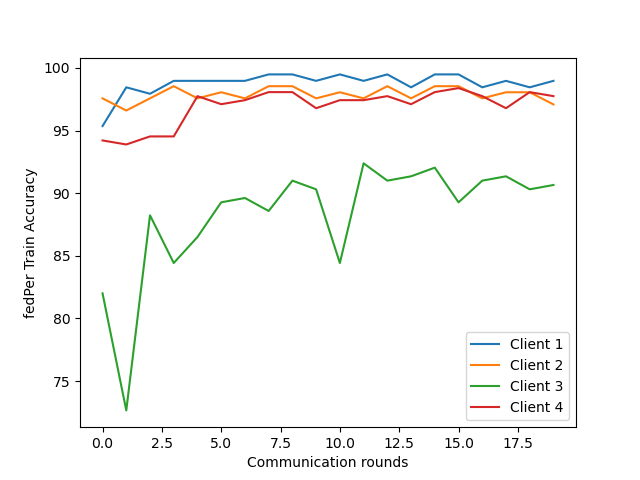 100
95
90
85
80
75
fedPer Train Accuracy
Client 1
Client 2
Client 3
Client 4
0.0 2.5 5.0 7.5 10.0 12.5 15.0 17.5
Communication rounds